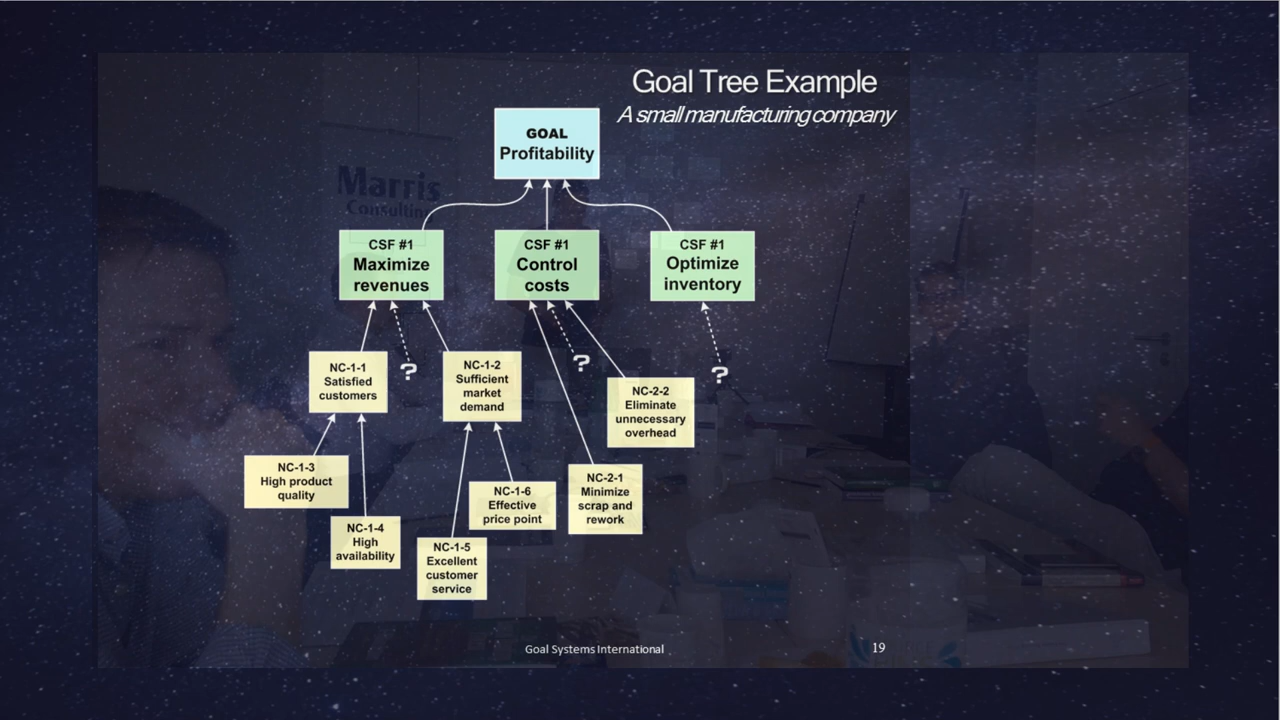 Goal Tree Example
A small manufacturing company
GOAL
Profitability
Marris
Consulting
CSF #1
Maximize
revenues
CSF #1
Control
costs
CSF #1
Optimize
inventory
NC-1-1
Satisfied
customers
?
NC-1-2
Sufficient
market
demand
?
NC-2-2
Eliminate
unnecessary
overhead
?
NC-1-3
High product
quality
NC-1-4
High
availability
NC-1-5
Excellent
customer
service
NC-1-6
Effective
price point
NC-2-1
Minimize
scrap and
rework
Goal Systems International
19